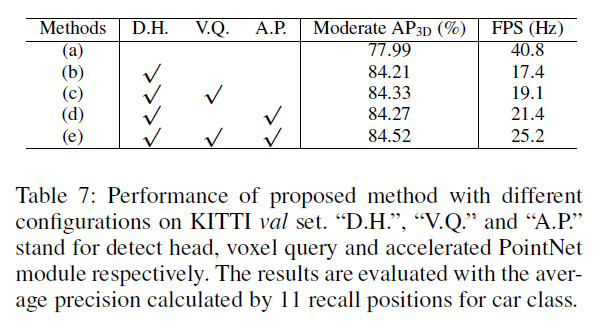 Methods D.H. V.Q. A.P. Moderate AP3D (%) FPS (Hz)
(a) 77.99 40.8
(b) ✓ 84.21 17.4
(c) ✓ ✓ 84.33 19.1
(d) ✓ ✓ 84.27 21.4
(e) ✓ ✓ ✓ 84.52 25.2
Table 7: Performance of proposed method with different
configurations on KITTI val set. “D.H.”, “V.Q.” and “A.P.”
stand for detect head, voxel query and accelerated PointNet
module respectively. The results are evaluated with the aver-
age precision calculated by 11 recall positions for car class.